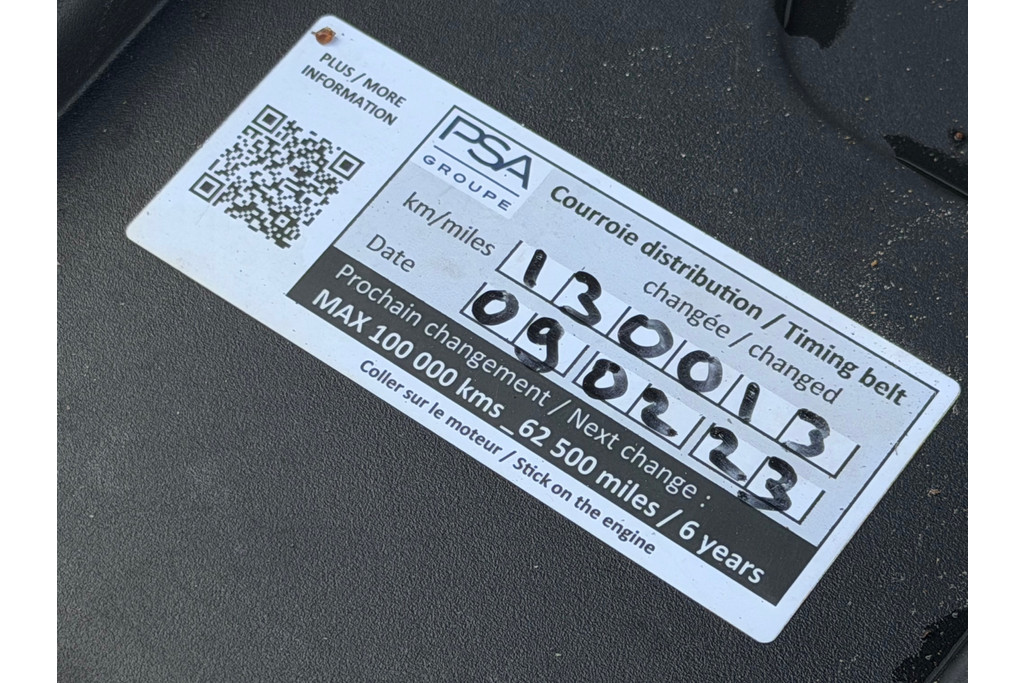 PLUS / MORE
INFORMATION
PSA
GROUPE
Courroie distribution / Timing belt
changée / changed
km/miles 130013
Date 090223
Prochain changement / Next change :
MAX 100 000 kms _ 62 500 miles / 6 years
Coller sur le moteur / Stick on the engine